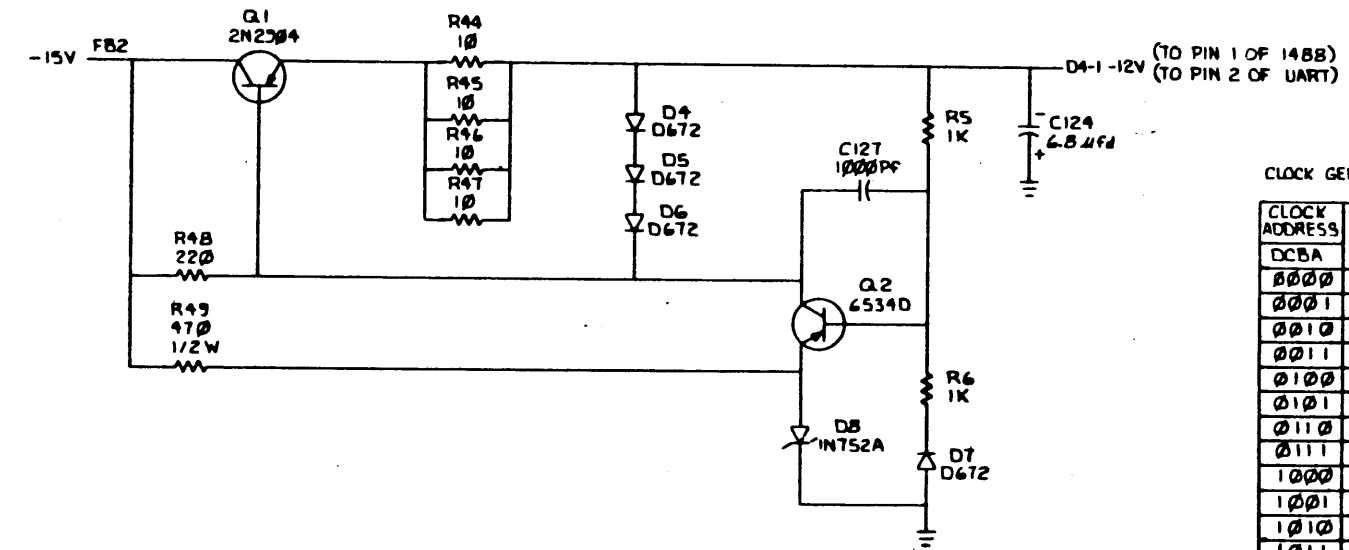 Q1
2N2904
-15V FB2
R44
10
R45
10
R46
10
R47
10
D4-1 -12V (TO PIN 1 OF 1488)
(TO PIN 2 OF UART)
D4
D672
D5
D672
D6
D672
R5
1K
C124
6.8 µfd
-
+
C127
1000Pf
R48
220
R49
470
1/2 W
Q2
6534D
R6
1K
D8
1N752A
D7
D672
CLOCK GE
CLOCK
ADDRESS
DCBA
0000
0001
0010
0011
0100
0101
0110
0111
1000
1001
1010
1011